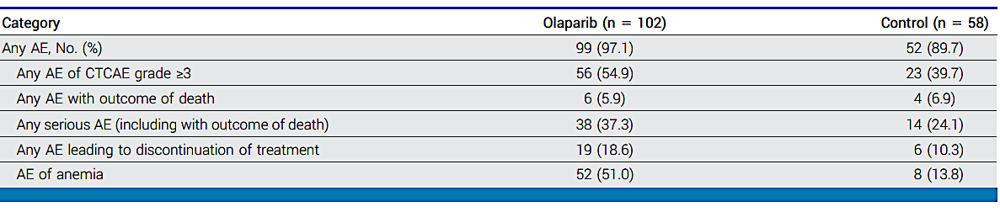 Category Olaparib (n = 102) Control (n = 58)
Any AE, No. (%) 99 (97.1) 52 (89.7)
Any AE of CTCAE grade ≥3 56 (54.9) 23 (39.7)
Any AE with outcome of death 6 (5.9) 4 (6.9)
Any serious AE (including with outcome of death) 38 (37.3) 14 (24.1)
Any AE leading to discontinuation of treatment 19 (18.6) 6 (10.3)
AE of anemia 52 (51.0) 8 (13.8)